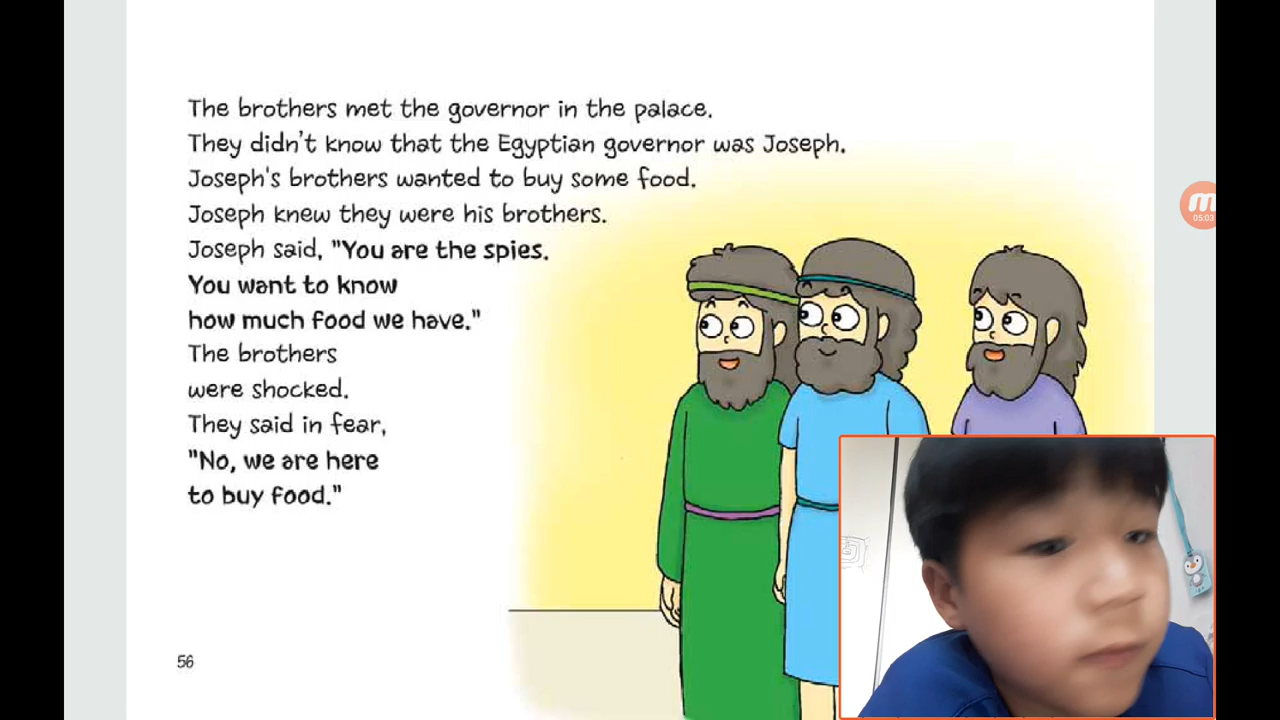 The brothers met the governor in the palace.
They didn't know that the Egyptian governor was Joseph.
Joseph's brothers wanted to buy some food.
Joseph knew they were his brothers.
Joseph said, "You are the spies.
You want to know
how much food we have."
The brothers
were shocked.
They said in fear,
"No, we are here
to buy food."
56
05:03